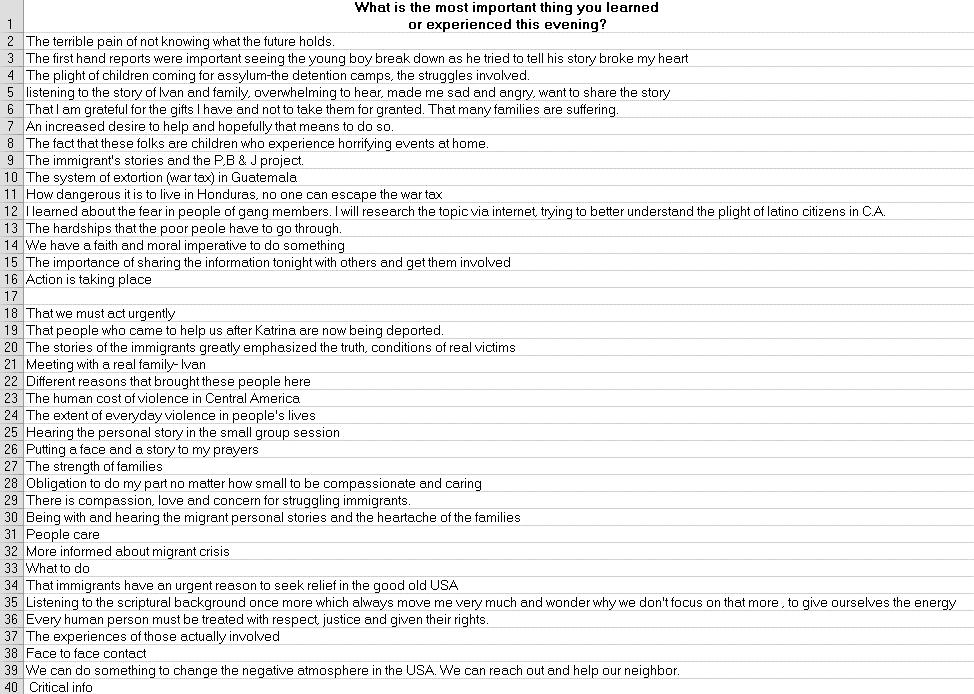 What is the most important thing you learned
1 or experienced this evening?
2 The terrible pain of not knowing what the future holds.
3 The first hand reports were important seeing the young boy break down as he tried to tell his story broke my heart
4 The plight of children coming for assylum-the detention camps, the struggles involved.
5 listening to the story of Ivan and family, overwhelming to hear, made me sad and angry, want to share the story
6 That I am grateful for the gifts I have and not to take them for granted. That many families are suffering.
7 An increased desire to help and hopefully that means to do so.
8 The fact that these folks are children who experience horrifying events at home.
9 The immigrant's stories and the P,B & J project.
10 The system of extortion (war tax) in Guatemala
11 How dangerous it is to live in Honduras, no one can escape the war tax
12 I learned about the fear in people of gang members. I will research the topic via internet, trying to better understand the plight of latino citizens in C.A.
13 The hardships that the poor peole have to go through.
14 We have a faith and moral imperative to do something
15 The importance of sharing the information tonight with others and get them involved
16 Action is taking place
17
18 That we must act urgently
19 That people who came to help us after Katrina are now being deported.
20 The stories of the immigrants greatly emphasized the truth, conditions of real victims
21 Meeting with a real family- Ivan
22 Different reasons that brought these people here
23 The human cost of violence in Central America
24 The extent of everyday violence in people's lives
25 Hearing the personal story in the small group session
26 Putting a face and a story to my prayers
27 The strength of families
28 Obligation to do my part no matter how small to be compassionate and caring
29 There is compassion, love and concern for struggling immigrants.
30 Being with and hearing the migrant personal stories and the heartache of the families
31 People care
32 More informed about migrant crisis
33 What to do
34 That immigrants have an urgent reason to seek relief in the good old USA
35 Listening to the scriptural background once more which always move me very much and wonder why we don't focus on that more , to give ourselves the energy
36 Every human person must be treated with respect, justice and given their rights.
37 The experiences of those actually involved
38 Face to face contact
39 We can do something to change the negative atmosphere in the USA. We can reach out and help our neighbor.
40 Critical info